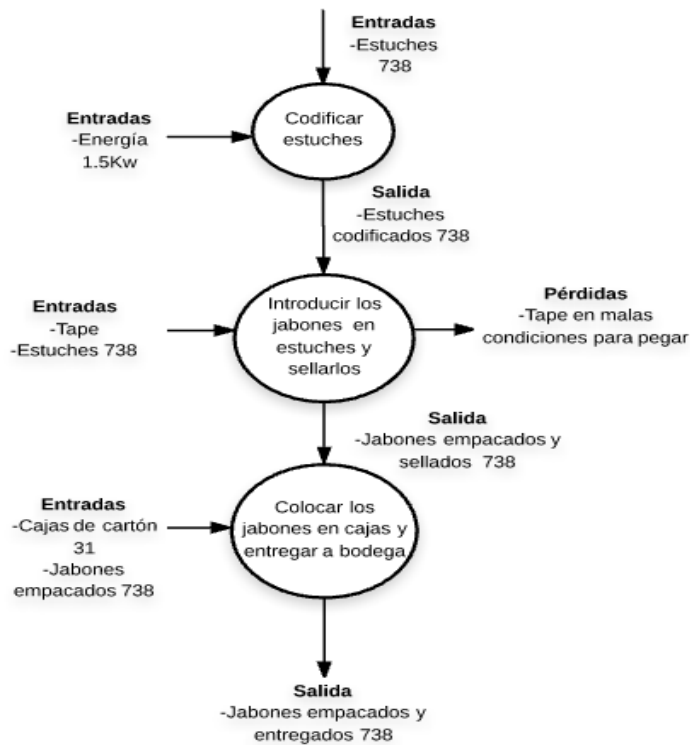 Entradas
-Estuches
738
Codificar
estuches
Entradas
-Energía
1.5Kw
Salida
-Estuches
codificados 738
Entradas
-Tape
-Estuches 738
Introducir los
jabones en
estuches y
sellarlos
Pérdidas
-Tape en malas
condiciones para pegar
Salida
-Jabones empacados y
sellados 738
Entradas
-Cajas de cartón
31
-Jabones
empacados 738
Colocar los
jabones en cajas y
entregar a bodega
Salida
-Jabones empacados y
entregados 738